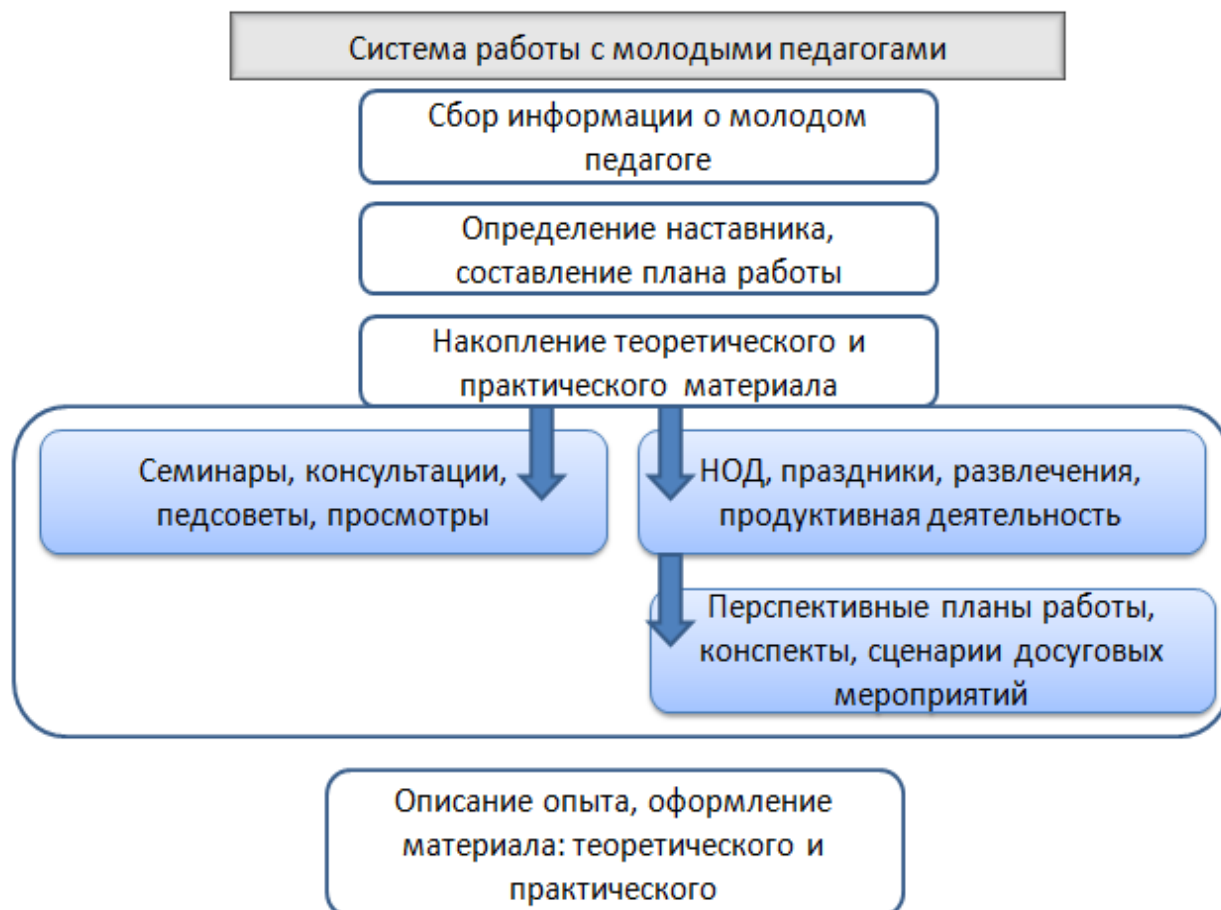 Система работы с молодыми педагогами
Сбор информации о молодом
педагоге
Определение наставника,
составление плана работы
Накопление теоретического и
практического материала
Семинары, консультации,
педсоветы, просмотры
НОД, праздники, развлечения,
продуктивная деятельность
Перспективные планы работы,
конспекты, сценарии досуговых
мероприятий
Описание опыта, оформление
материала: теоретического и
практического